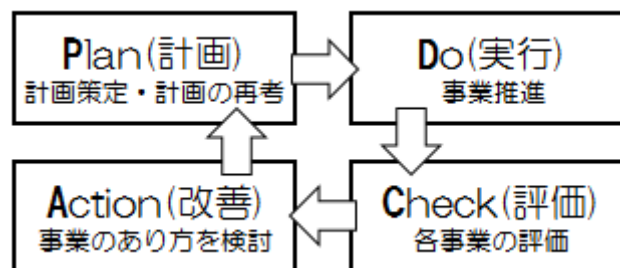 Plan(計画)
計画策定・計画の再考
Do(実行)
事業推進
Action(改善)
事業のあり方を検討
Check(評価)
各事業の評価